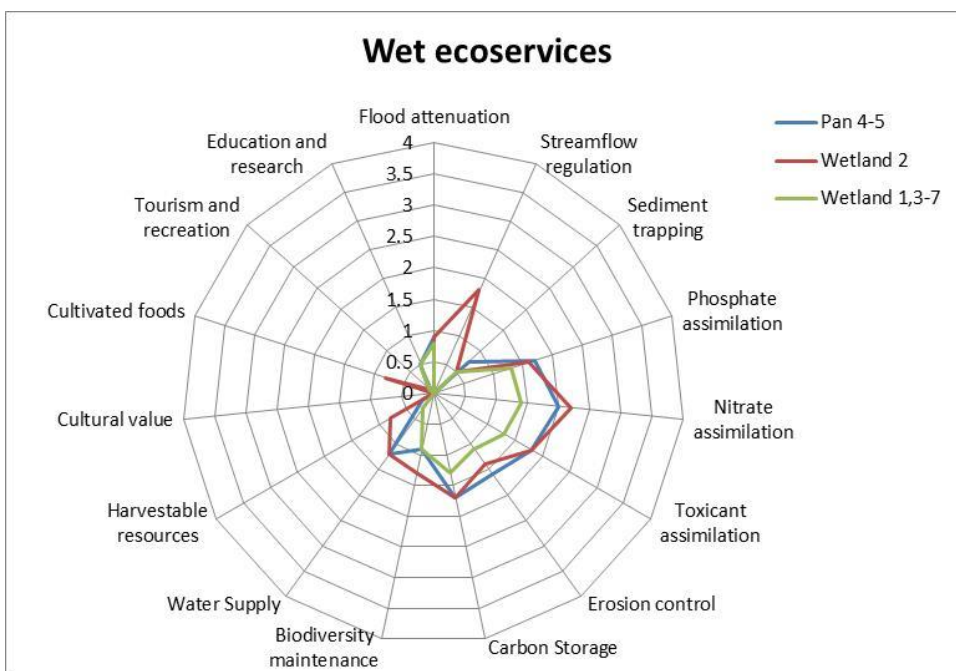 Wet ecoservices
Flood attenuation
Streamflow
regulation
Sediment
trapping
Phosphate
assimilation
Nitrate
assimilation
Toxicant
assimilation
Erosion control
Carbon Storage
Biodiversity
maintenance
Water Supply
Harvestable
resources
Cultural value
Cultivated foods
Tourism and
recreation
Education and
research
4
3.5
3
2.5
2
1.5
1
0.5
0
Pan 4-5
Wetland 2
Wetland 1,3-7